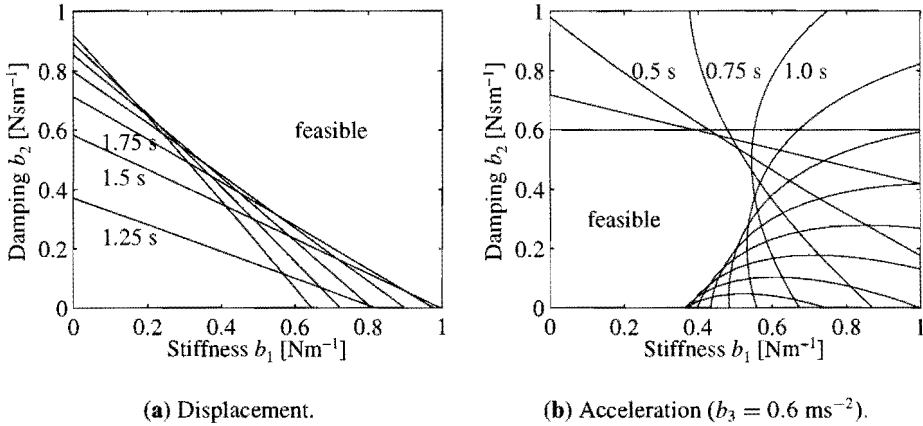 1
0.8
0.6
0.4
0.2
0
0 0.2 0.4 0.6 0.8 1
Damping b₂ [Nsm⁻¹]
Stiffness b₁ [Nm⁻¹]
feasible
1.75 s
1.5 s
1.25 s
(a) Displacement.
1
0.8
0.6
0.4
0.2
0
0 0.2 0.4 0.6 0.8 1
Damping b₂ [Nsm⁻¹]
Stiffness b₁ [Nm⁻¹]
0.5 s 0.75 s 1.0 s
feasible
(b) Acceleration (b₃ = 0.6 ms⁻²).